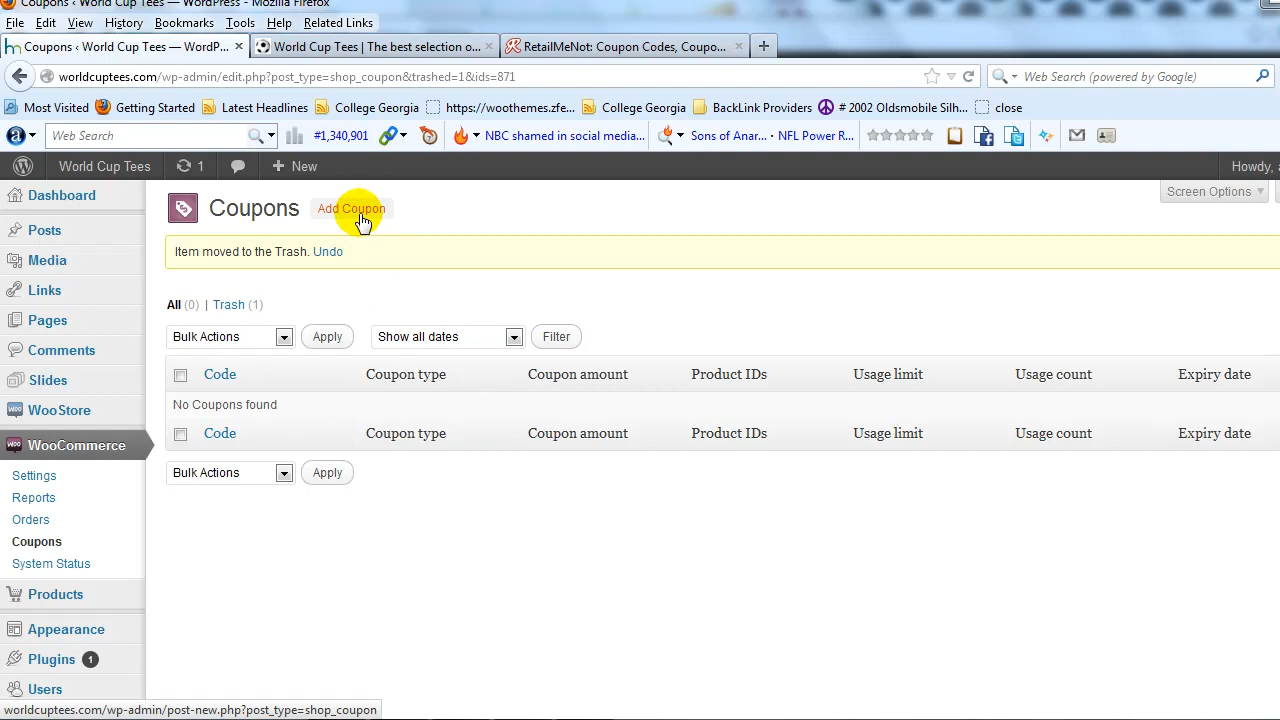 Coupons ‹ World Cup Tees — WordPress - Mozilla Firefox
File Edit View History Bookmarks Tools Help Related Links
Coupons ‹ World Cup Tees — WordP... × World Cup Tees | The best selection o... × RetailMeNot: Coupon Codes, Coupo... × +
worldcuptees.com/wp-admin/edit.php?post_type=shop_coupon&trashed=1&ids=871 Web Search (powered by Google)
Most Visited Getting Started Latest Headlines College Georgia https://woothemes.zfe... College Georgia BackLink Providers # 2002 Oldsmobile Silh... close
a Web Search #1,340,901 NBC shamed in social media... Sons of Anar... • NFL Power R...
World Cup Tees 1 + New Howdy,
Dashboard
Posts
Media
Links
Pages
Comments
Slides
WooStore
WooCommerce
Settings
Reports
Orders
Coupons
System Status
Products
Appearance
Plugins 1
Users
Screen Options
Coupons Add Coupon
Item moved to the Trash. Undo
All (0) | Trash (1)
Bulk Actions Apply Show all dates Filter
Code Coupon type Coupon amount Product IDs Usage limit Usage count Expiry date
No Coupons found
Code Coupon type Coupon amount Product IDs Usage limit Usage count Expiry date
Bulk Actions Apply
worldcuptees.com/wp-admin/post-new.php?post_type=shop_coupon